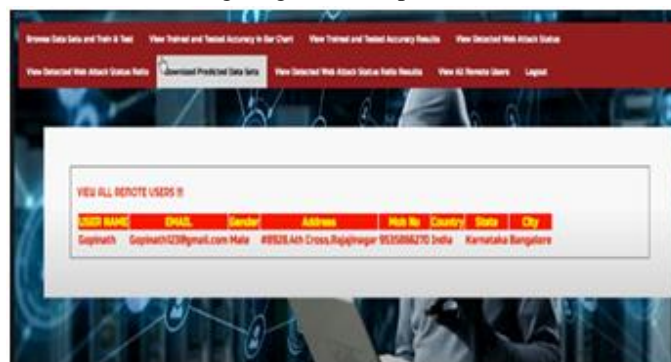 Browse Data Sets and Train & Test View Trained and Tested Accuracy in Bar Chart View Trained and Tested Accuracy Results View Detected Web Attack Status
View Detected Web Attack Status Ratio Download Predicted Data Sets View Detected Web Attack Status Ratio Results View All Remote Users Logout
VIEW ALL REMOTE USERS !!!
USER NAME EMAIL Gender Address Mob No Country State City
Gopinath Gopinath123@gmail.com Male #8928,4th Cross,Rajajinagar 9535866270 India Karnataka Bangalore